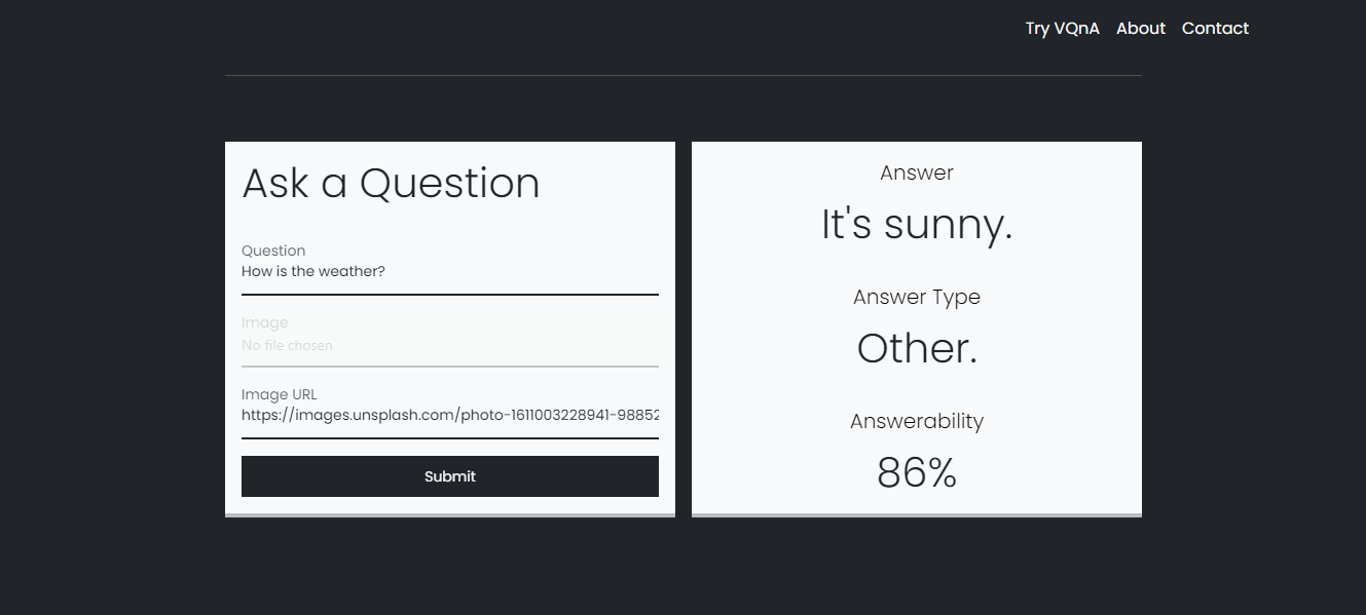 Try VQnA About Contact
Ask a Question
Question
How is the weather?
Image
No file chosen
Image URL
https://images.unsplash.com/photo-1611003228941-98852
Submit
Answer
It's sunny.
Answer Type
Other.
Answerability
86%